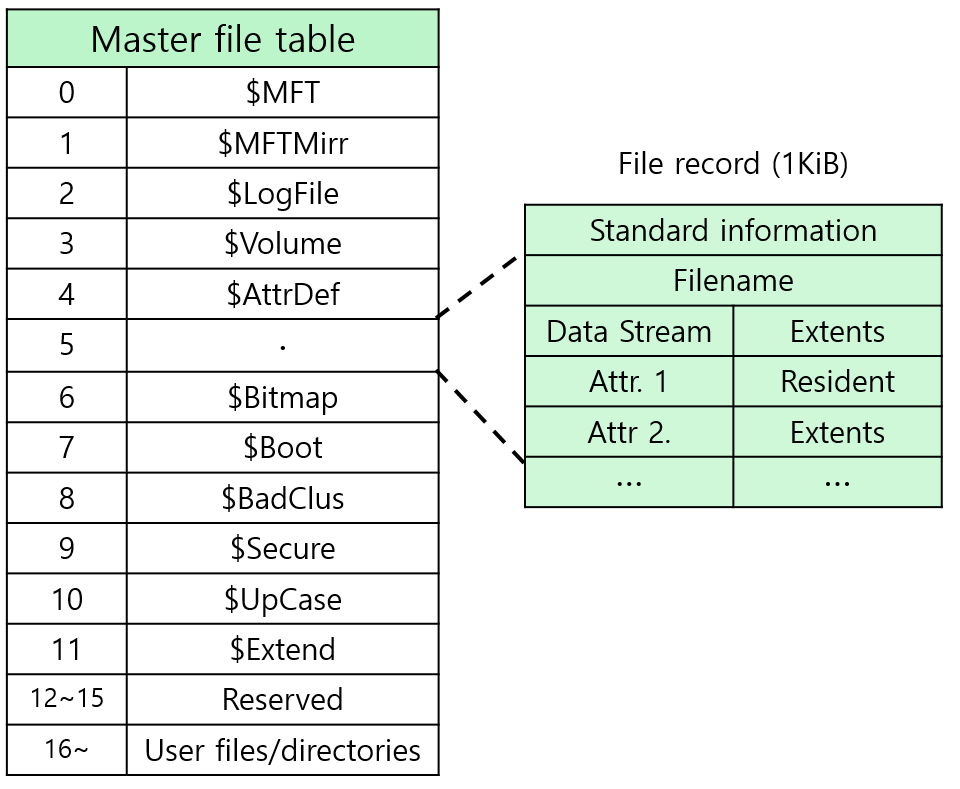 Master file table
0 $MFT
1 $MFTMirr
2 $LogFile
3 $Volume
4 $AttrDef
5 .
6 $Bitmap
7 $Boot
8 $BadClus
9 $Secure
10 $UpCase
11 $Extend
12~15 Reserved
16~ User files/directories
File record (1KiB)
Standard information
Filename
Data Stream Extents
Attr. 1 Resident
Attr 2. Extents
... ...